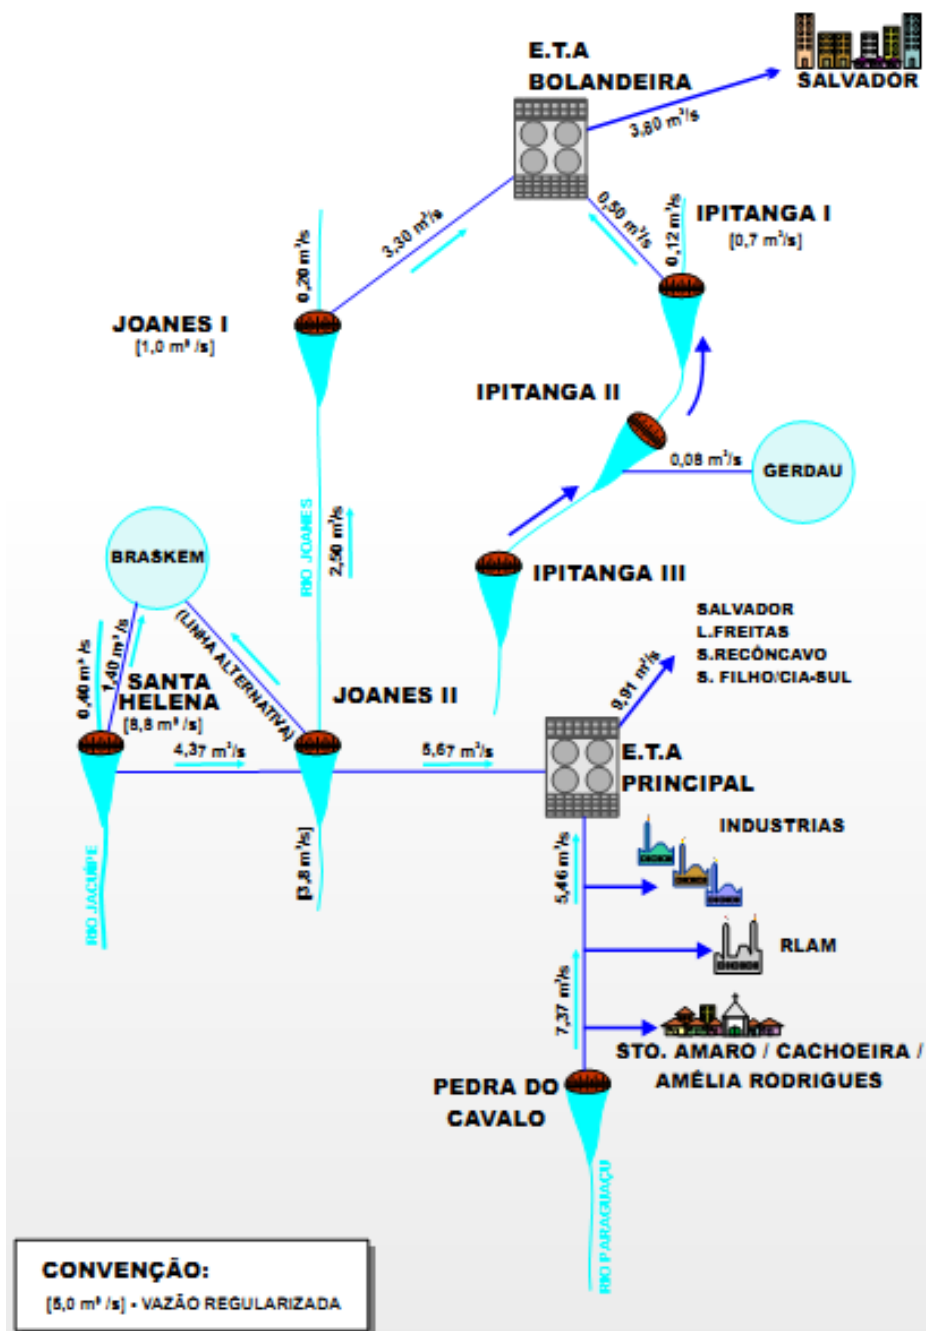 E.T.A
BOLANDEIRA
SALVADOR
3,80 m³/s
3,30 m³/s
0,50 m³/s
0,12 m³/s
IPITANGA I
[0,7 m³/s]
0,20 m³/s
JOANES I
[1,0 m³ /s]
IPITANGA II
0,08 m³/s
GERDAU
RIO JOANES
2,50 m³/s
BRASKEM
IPITANGA III
(LINHA ALTERNATIVA)
0,40 m³ /s
1,40 m³ /s
SANTA
HELENA
[8,8 m³ /s]
JOANES II
SALVADOR
L.FREITAS
S.RECÔNCAVO
S. FILHO/CIA-SUL
9,91 m³/s
4,37 m³/s
5,67 m³/s
E.T.A
PRINCIPAL
[3,8 m³/s]
RIO JACUÍPE
INDUSTRIAS
5,46 m³/s
RLAM
7,37 m³/s
STO. AMARO / CACHOEIRA /
AMÉLIA RODRIGUES
PEDRA DO
CAVALO
RIO PARAGUAÇU
CONVENÇÃO:
[5,0 m³ /s] - VAZÃO REGULARIZADA